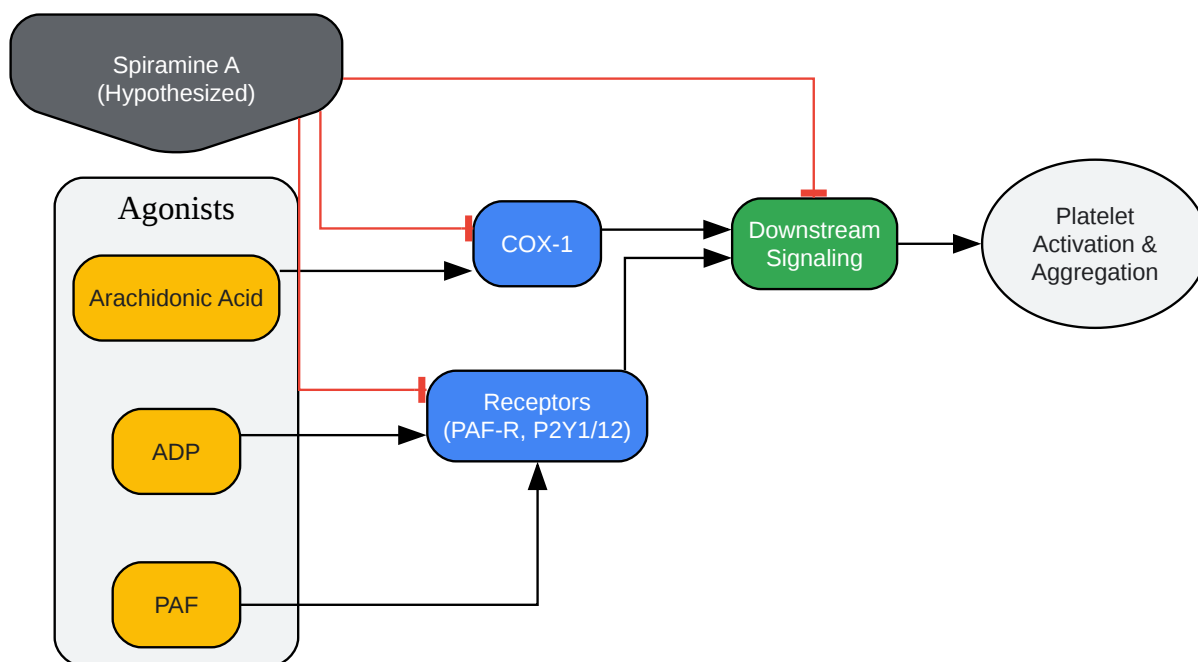 Spiramine A
(Hypothesized)
Agonists
Arachidonic Acid
COX-1
Downstream
Signaling
Platelet
Activation &
Aggregation
Receptors
(PAF-R, P2Y1/12)
ADP
PAF